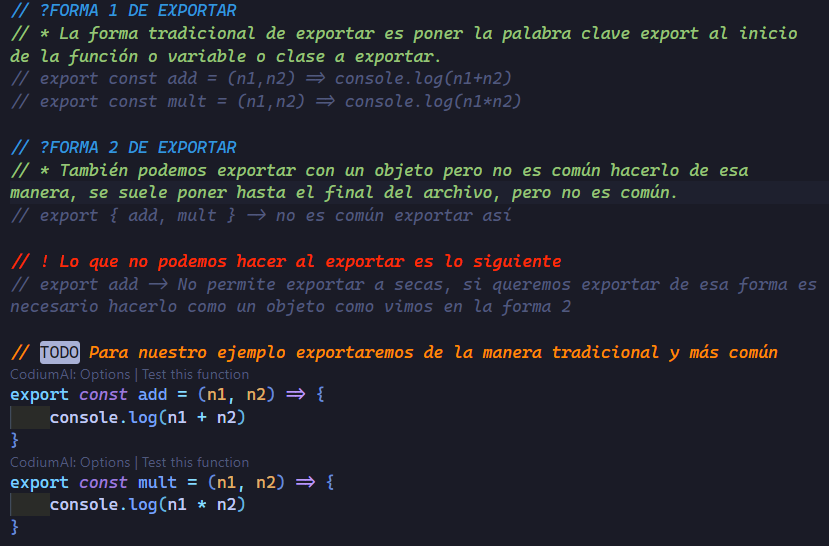 // ?FORMA 1 DE EXPORTAR
// * La forma tradicional de exportar es poner la palabra clave export al inicio
de la función o variable o clase a exportar.
// export const add = (n1,n2) => console.log(n1+n2)
// export const mult = (n1,n2) => console.log(n1*n2)
// ?FORMA 2 DE EXPORTAR
// * También podemos exportar con un objeto pero no es común hacerlo de esa
manera, se suele poner hasta el final del archivo, pero no es común.
// export { add, mult } -> no es común exportar así
// ! Lo que no podemos hacer al exportar es lo siguiente
// export add -> No permite exportar a secas, si queremos exportar de esa forma es
necesario hacerlo como un objeto como vimos en la forma 2
// TODO Para nuestro ejemplo exportaremos de la manera tradicional y más común
CodiumAI: Options | Test this function
export const add = (n1, n2) => {
console.log(n1 + n2)
}
CodiumAI: Options | Test this function
export const mult = (n1, n2) => {
console.log(n1 * n2)
}